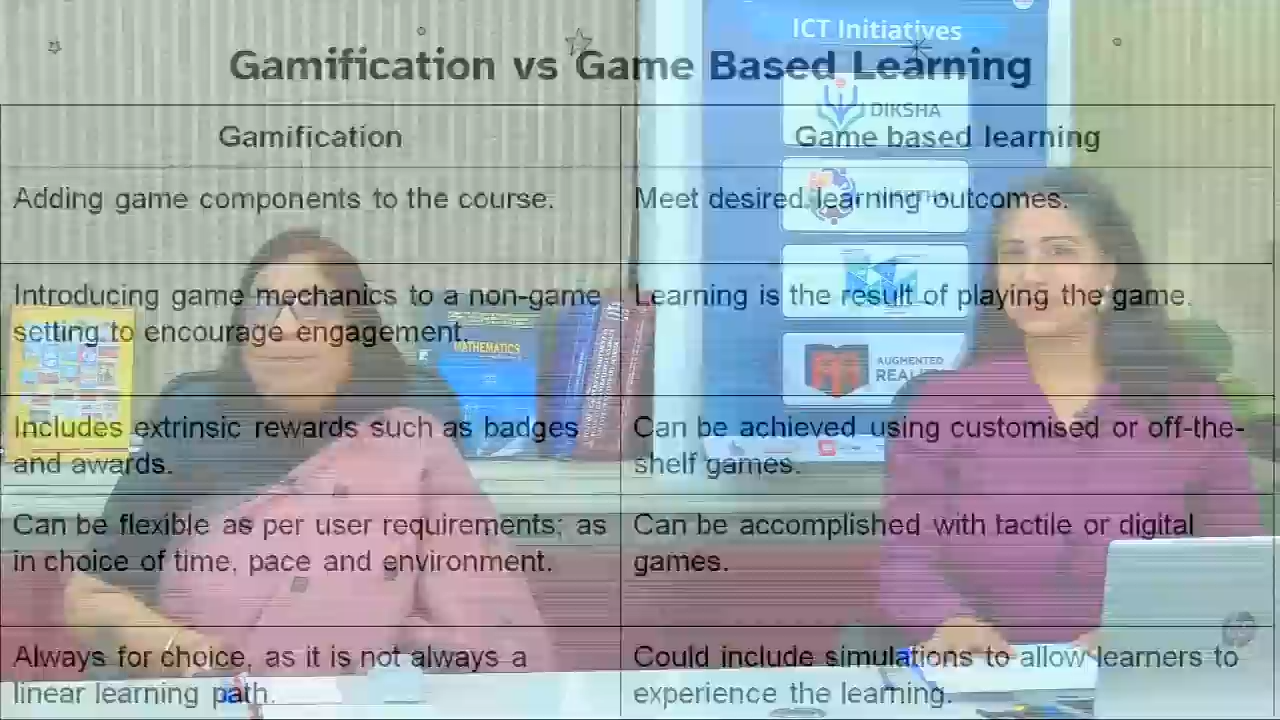 ICT Initiatives
Gamification vs Game Based Learning
DIKSHA
Gamification
Game based learning
Adding game components to the course.
Meet desired learning outcomes.
Introducing game mechanics to a non-game
setting to encourage engagement.
Learning is the result of playing the game.
MATHEMATICS
AUGMENTED
REALITY
Includes extrinsic rewards such as badges
and awards.
Can be achieved using customised or off-the-
shelf games.
Can be flexible as per user requirements; as
in choice of time, pace and environment.
Can be accomplished with tactile or digital
games.
Always for choice, as it is not always a
linear learning path.
Could include simulations to allow learners to
experience the learning.
hp